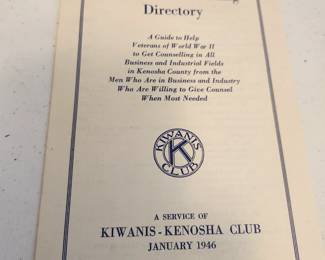 Directory
A Guide to Help
Veterans of World War II
to Get Counselling in All
Business and Industrial Fields
in Kenosha County from the
Men Who Are in Business and Industry
Who Are Willing to Give Counsel
When Most Needed
KIWANIS
K
CLUB
A SERVICE OF
KIWANIS - KENOSHA CLUB
JANUARY 1946